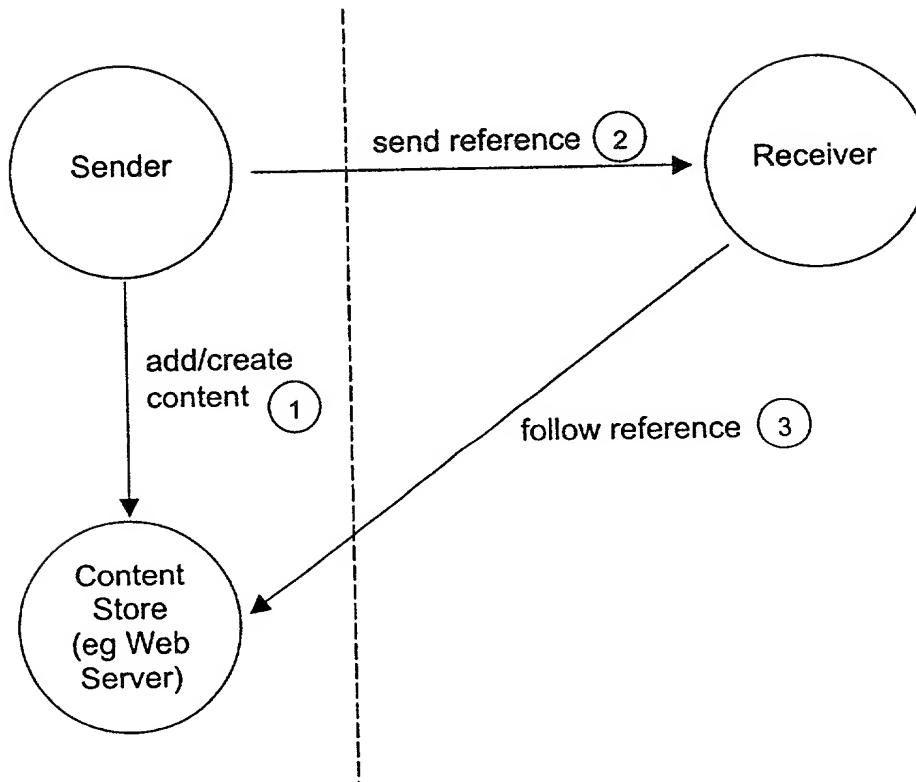 Sender
send reference 2
Receiver
add/create
content 1
follow reference 3
Content
Store
(eg Web
Server)